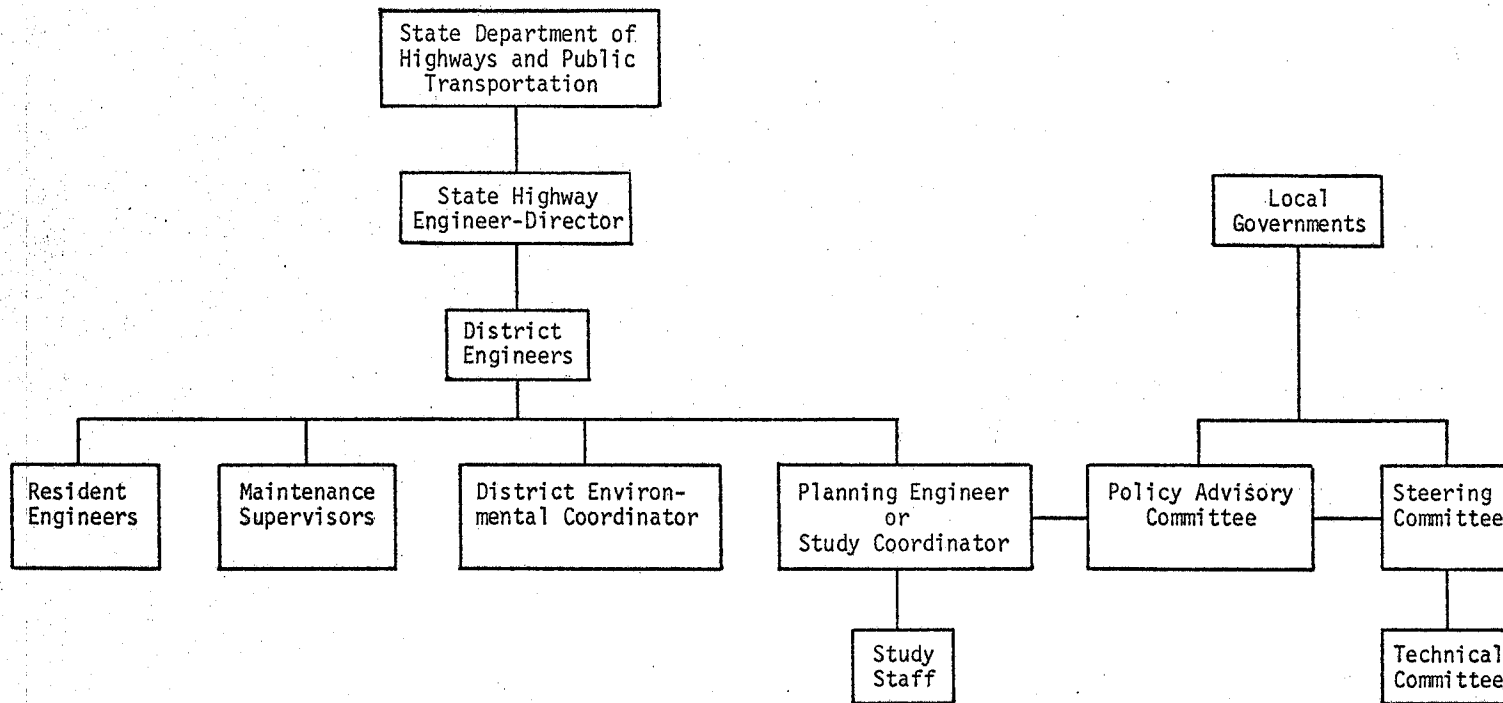 State Department of
Highways and Public
Transportation
State Highway
Engineer-Director
Local
Governments
District
Engineers
Resident
Engineers
Maintenance
Supervisors
District Environ-
mental Coordinator
Planning Engineer
or
Study Coordinator
Policy Advisory
Committee
Steering
Committee
Study
Staff
Technical
Committee